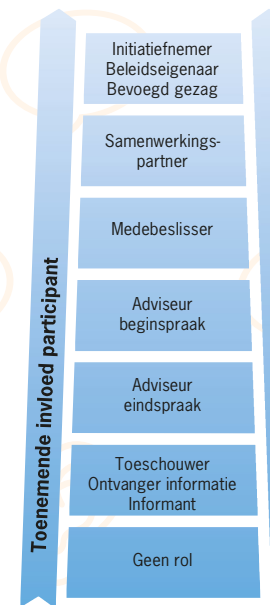 Initiatiefnemer
Beleidseigenaar
Bevoegd gezag
Samenwerkings-
partner
Medebeslisser
Adviseur
beginspraak
Adviseur
eindspraak
Toeschouwer
Ontvanger informatie
Informant
Geen rol
Toenemende invloed participant